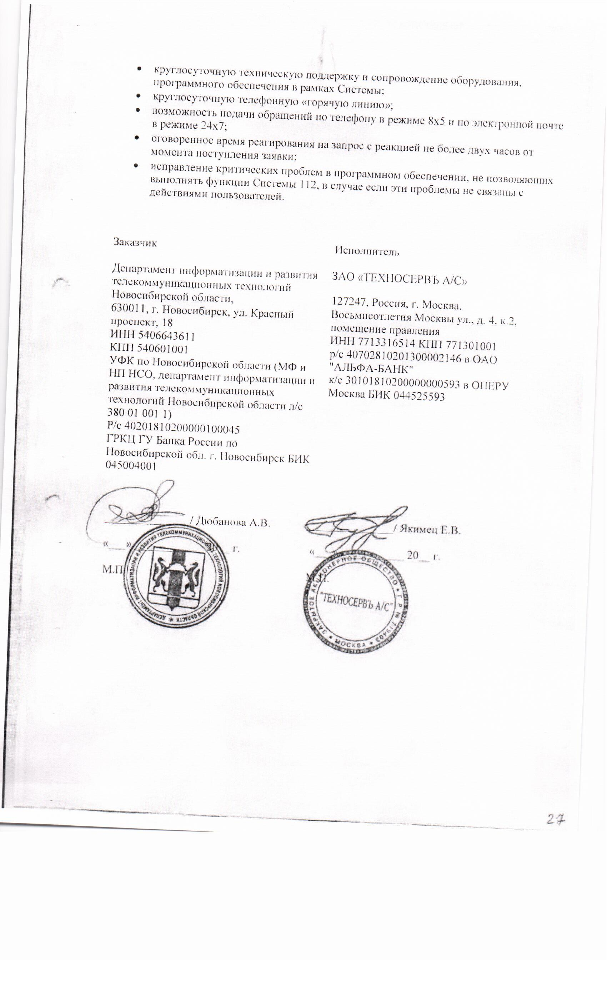 • круглосуточную техническую поддержку и сопровождение оборудования,
программного обеспечения в рамках Системы;
• круглосуточную телефонную «горячую линию»;
• возможность подачи обращений по телефону в режиме 8х5 и по электронной почте
в режиме 24х7;
• оговоренное время реагирования на запрос с реакцией не более двух часов от
момента поступления заявки;
• исправление критических проблем в программном обеспечении, не позволяющих
выполнять функции Системы 112, в случае если эти проблемы не связаны с
действиями пользователей.
Заказчик
Департамент информатизации и развития
телекоммуникационных технологий
Новосибирской области,
630011, г. Новосибирск, ул. Красный
проспект, 18
ИНН 5406643611
КПП 540601001
УФК по Новосибирской области (МФ и
НП НСО, департамент информатизации и
развития телекоммуникационных
технологий Новосибирской области л/с
380 01 001 1)
Р/с 40201810200000100045
ГРКЦ ГУ Банка России по
Новосибирской обл. г. Новосибирск БИК
045004001
/ Дюбанова А.В.
«___» г.
М.П
ДЕПАРТАМЕНТ ИНФОРМАТИЗАЦИИ И РАЗВИТИЯ ТЕЛЕКОММУНИКАЦИОННЫХ ТЕХНОЛОГИЙ НОВОСИБИРСКОЙ ОБЛАСТИ *
Исполнитель
ЗАО «ТЕХНОСЕРВЪ А/С»
127247, Россия, г. Москва,
Восьмисотлетия Москвы ул., д. 4, к.2,
помещение правления
ИНН 7713316514 КПП 771301001
р/с 40702810201300002146 в ОАО
"АЛЬФА-БАНК"
к/с 30101810200000000593 в ОПЕРУ
Москва БИК 044525593
/ Якимец Е.В.
«___» ________ 20__ г.
М.П.
ЗАКРЫТОЕ АКЦИОНЕРНОЕ ОБЩЕСТВО * Г Р № 719403 * МОСКВА *
"ТЕХНОСЕРВЪ А/С"
27